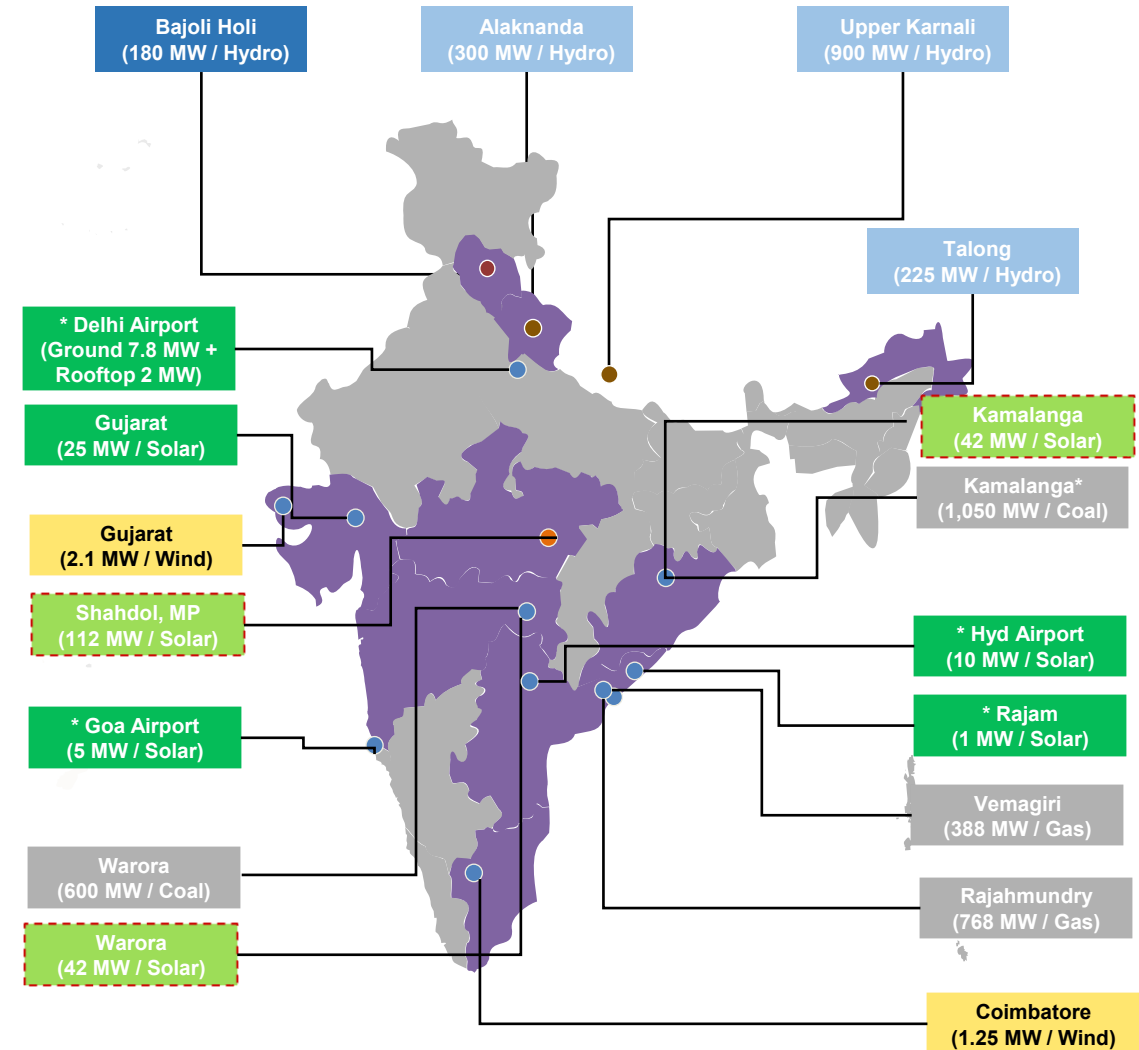 Bajoli Holi
(180 MW / Hydro)
Alaknanda
(300 MW / Hydro)
Upper Karnali
(900 MW / Hydro)
Talong
(225 MW / Hydro)
* Delhi Airport
(Ground 7.8 MW +
Rooftop 2 MW)
Gujarat
(25 MW / Solar)
Gujarat
(2.1 MW / Wind)
Shahdol, MP
(112 MW / Solar)
* Goa Airport
(5 MW / Solar)
Warora
(600 MW / Coal)
Warora
(42 MW / Solar)
Kamalanga
(42 MW / Solar)
Kamalanga*
(1,050 MW / Coal)
* Hyd Airport
(10 MW / Solar)
* Rajam
(1 MW / Solar)
Vemagiri
(388 MW / Gas)
Rajahmundry
(768 MW / Gas)
Coimbatore
(1.25 MW / Wind)